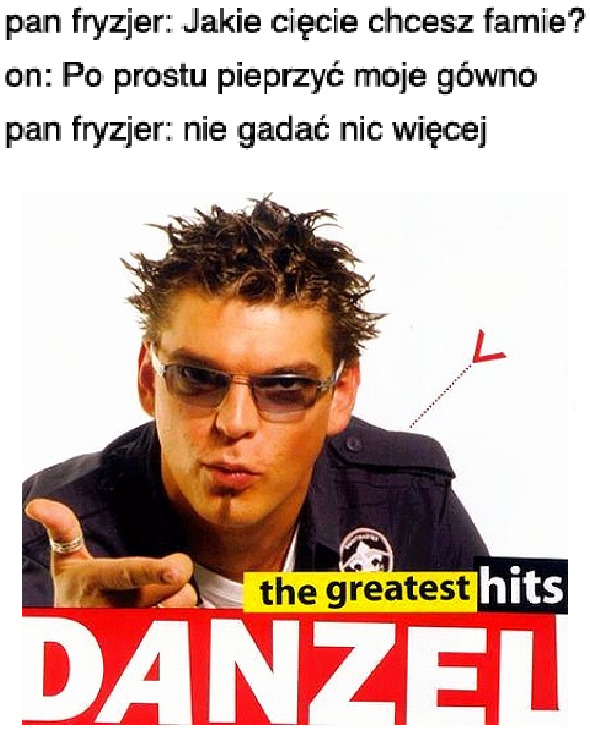 pan fryzjer: Jakie cięcie chcesz famie?
on: Po prostu pieprzyć moje gówno
pan fryzjer: nie gadać nic więcej
the greatest hits
DANZEL